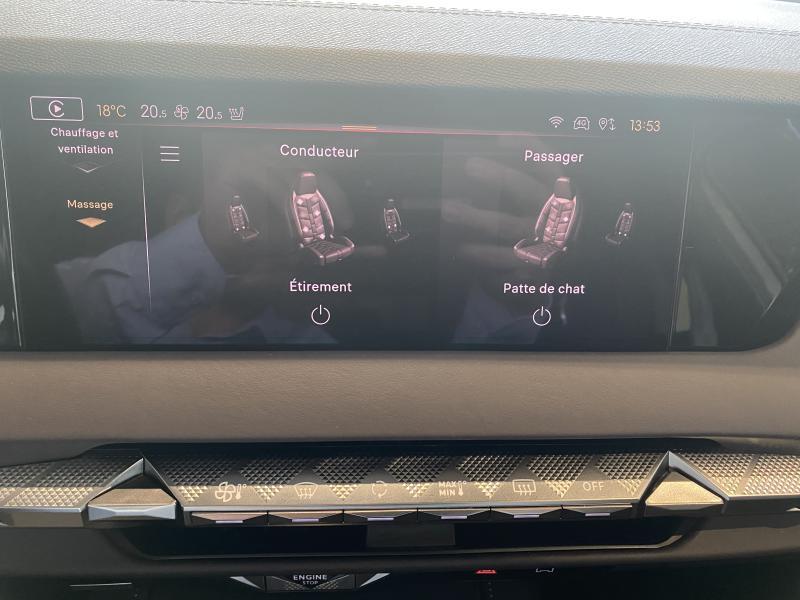 18°C 20.5 20.5 4G 13:53
Chauffage et
ventilation
Massage
Conducteur
Passager
Étirement
Patte de chat
MAX
MIN
OFF
ENGINE
STOP